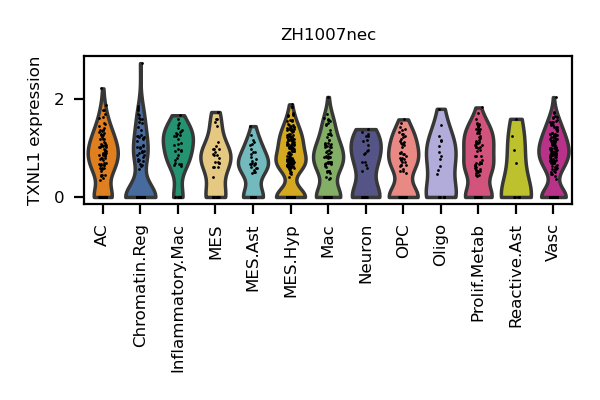 ZH1007nec
TXNL1 expression
2
0
AC
Chromatin.Reg
Inflammatory.Mac
MES
MES.Ast
MES.Hyp
Mac
Neuron
OPC
Oligo
Prolif.Metab
Reactive.Ast
Vasc